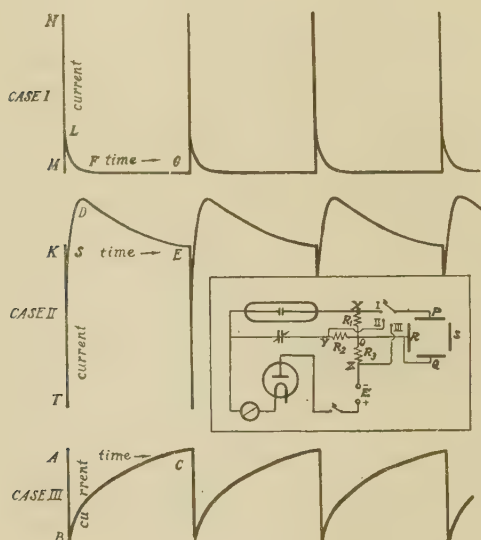 N
CASE I
current
L
M
F time → O
D
K
S
time →
E
CASE II
current
T
X
I
R₁
II
III
P
R
S
Y
R₂
O
Z
R₃
Q
E
-
+
A
time →
C
CASE III
current
B